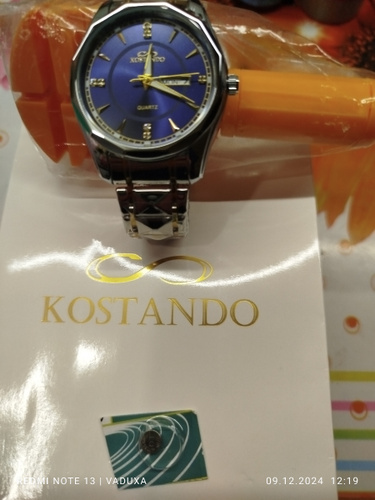 KOSTANDO
QUARTZ
KOSTANDO
REDMI NOTE 13 | VADUXA 09.12.2024 12:19